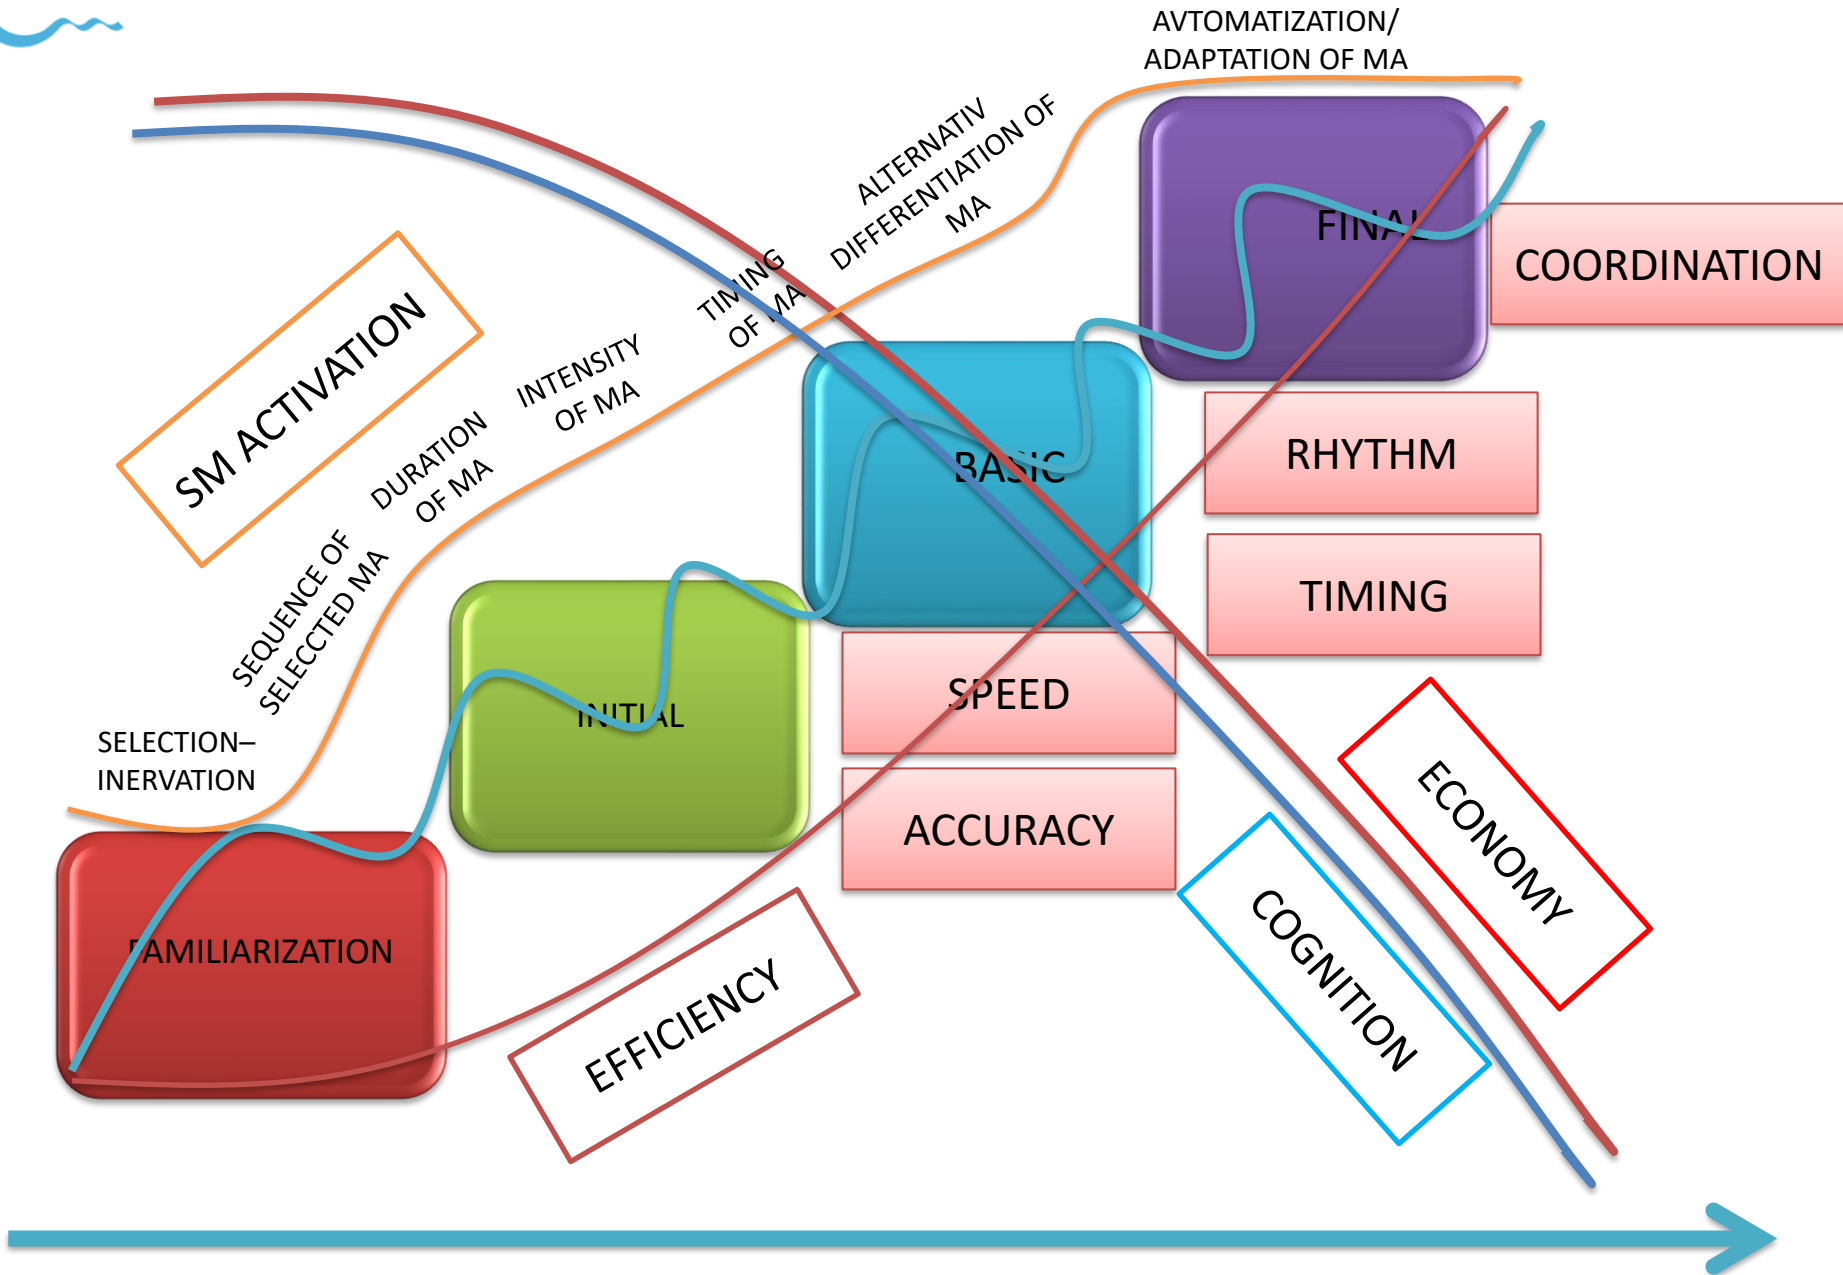 AVTOMATIZATION/
ADAPTATION OF MA
ALTERNATIV
DIFFERENTIATION OF
MA
TIMING
OF MA
INTENSITY
OF MA
DURATION
OF MA
SEQUENCE OF
SELECCTED MA
SELECTION–
INERVATION
SM ACTIVATION
FINAL
COORDINATION
RHYTHM
TIMING
BASIC
SPEED
ACCURACY
INITIAL
FAMILIARIZATION
EFFICIENCY
ECONOMY
COGNITION